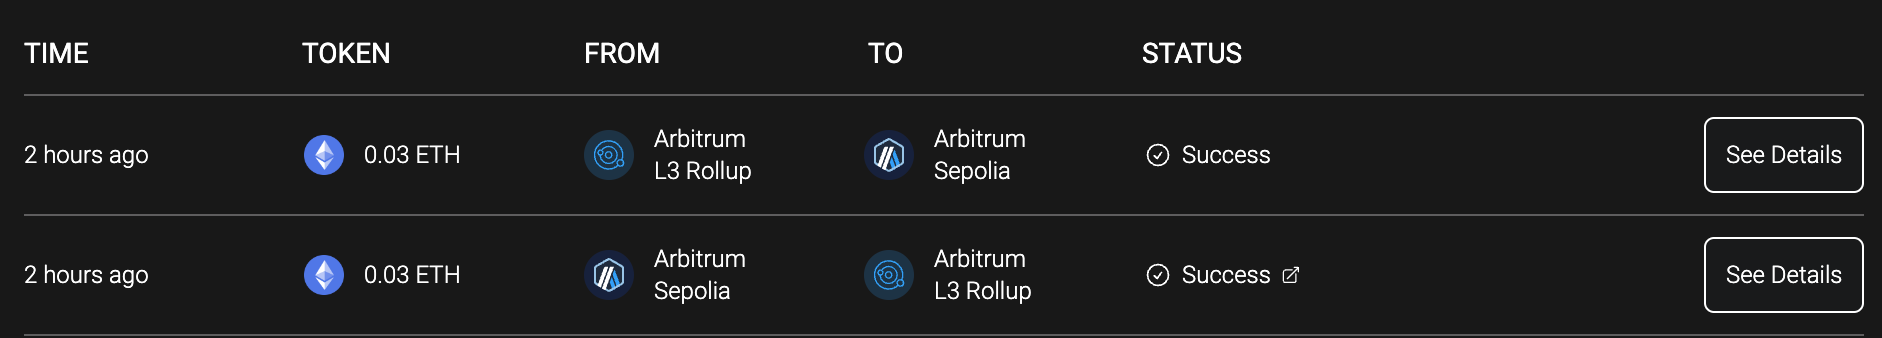 TIME TOKEN FROM TO STATUS
2 hours ago 0.03 ETH Arbitrum L3 Rollup Arbitrum Sepolia Success See Details
2 hours ago 0.03 ETH Arbitrum Sepolia Arbitrum L3 Rollup Success See Details